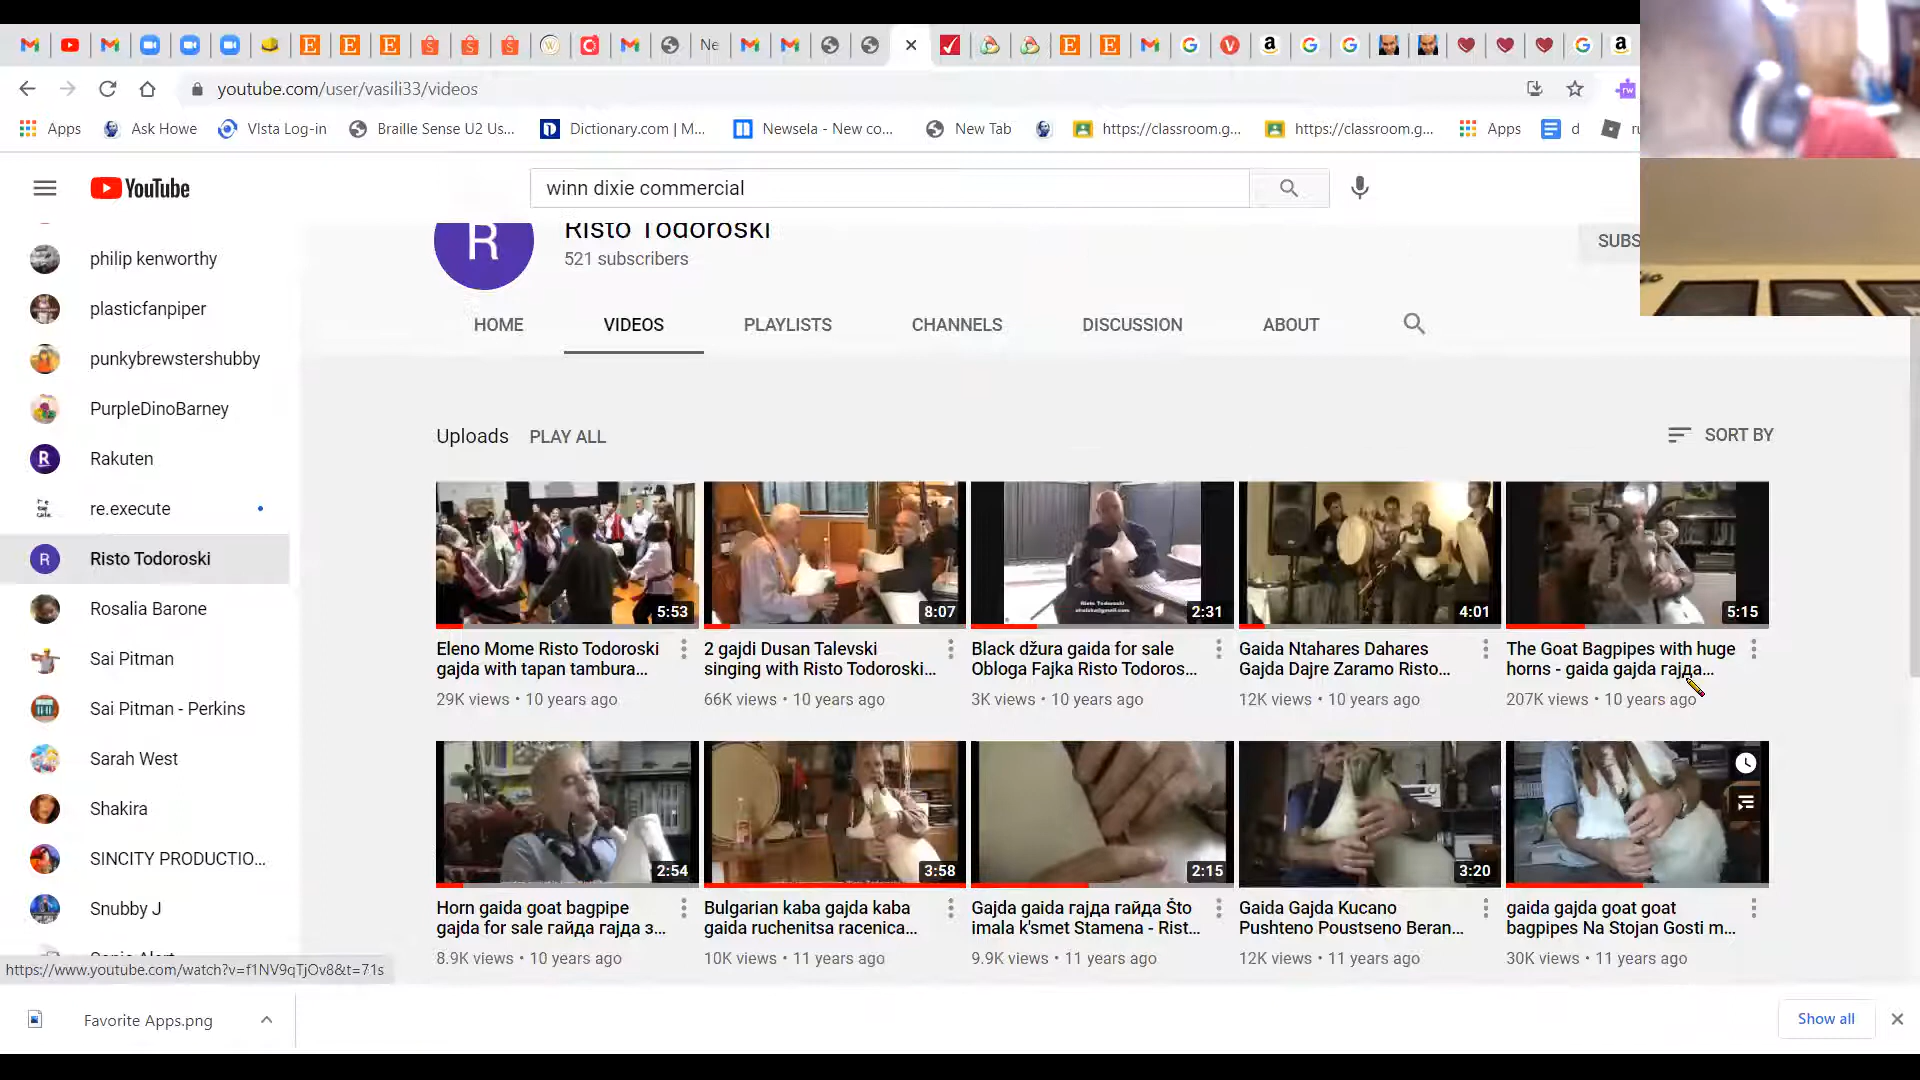 Ne
youtube.com/user/vasili33/videos
Apps
Ask Howe
VIsta Log-in
Braille Sense U2 Us...
Dictionary.com | M...
Newsela - New co...
New Tab
https://classroom.g...
https://classroom.g...
Apps
d
YouTube
winn dixie commercial
R
Risto Todoroski
521 subscribers
SUBS
HOME
VIDEOS
PLAYLISTS
CHANNELS
DISCUSSION
ABOUT
philip kenworthy
plasticfanpiper
punkybrewstershubby
PurpleDinoBarney
R
Rakuten
re.execute
R
Risto Todoroski
Rosalia Barone
Sai Pitman
Sai Pitman - Perkins
Sarah West
Shakira
SINCITY PRODUCTIO...
Snubby J
Uploads
PLAY ALL
SORT BY
5:53
8:07
2:31
4:01
5:15
Eleno Mome Risto Todoroski
gajda with tapan tambura...
29K views • 10 years ago
2 gajdi Dusan Talevski
singing with Risto Todoroski...
66K views • 10 years ago
Black džura gaida for sale
Obloga Fajka Risto Todoros...
3K views • 10 years ago
Gaida Ntahares Dahares
Gajda Dajre Zaramo Risto...
12K views • 10 years ago
The Goat Bagpipes with huge
horns - gaida gajda гајда...
207K views • 10 years ago
2:54
3:58
2:15
3:20
Horn gaida goat bagpipe
gajda for sale гайда гајда з...
8.9K views • 10 years ago
Bulgarian kaba gajda kaba
gaida ruchenitsa racenica...
10K views • 11 years ago
Gajda gaida гајда гайда Što
imala k'smet Stamena - Rist...
9.9K views • 11 years ago
Gaida Gajda Kucano
Pushteno Poustseno Beran...
12K views • 11 years ago
gaida gajda goat goat
bagpipes Na Stojan Gosti m...
30K views • 11 years ago
https://www.youtube.com/watch?v=f1NV9qTjOv8&t=71s
Favorite Apps.png
Show all